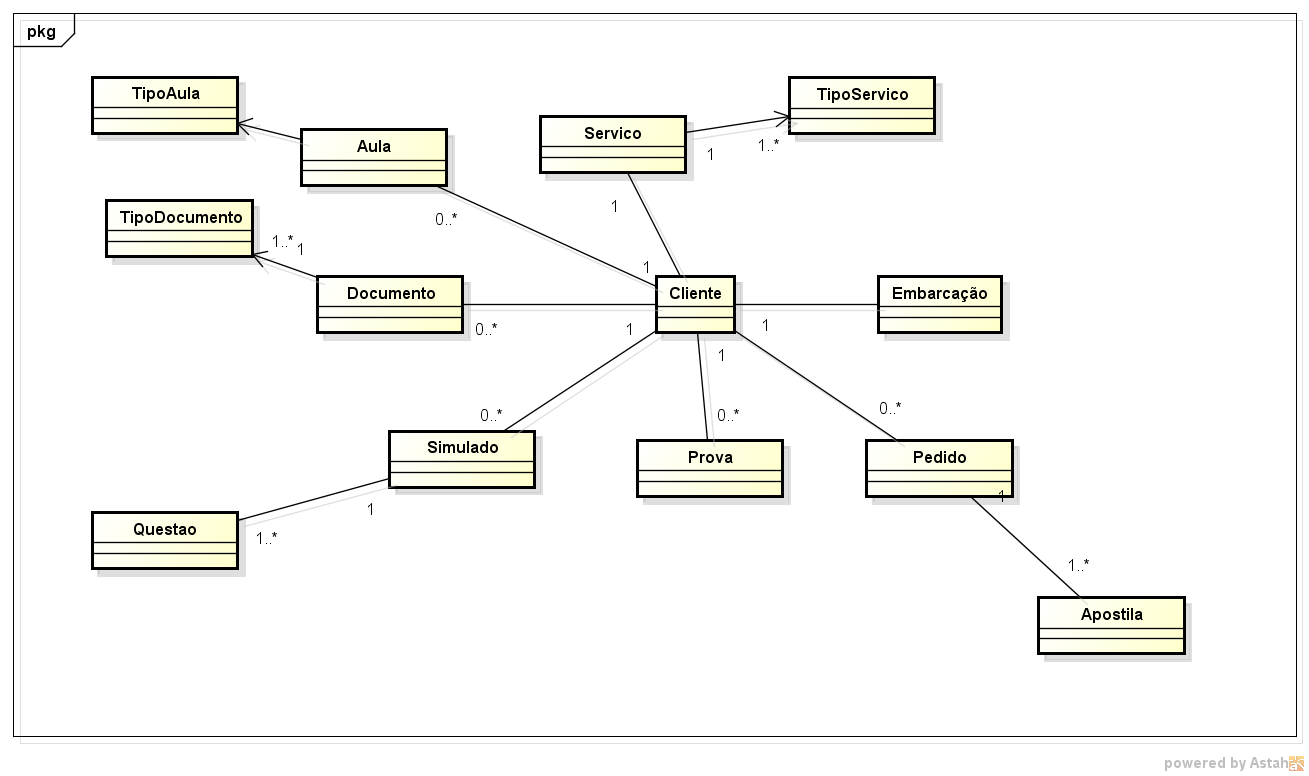 pkg
TipoAula
TipoServico
Aula
Servico
1
1..*
TipoDocumento
0..*
1
1..*
1
1
Documento
Cliente
Embarcação
0..*
1
1
1
0..*
0..*
0..*
Simulado
Prova
Pedido
1
1
Questao
1..*
1..*
Apostila
powered by Astah